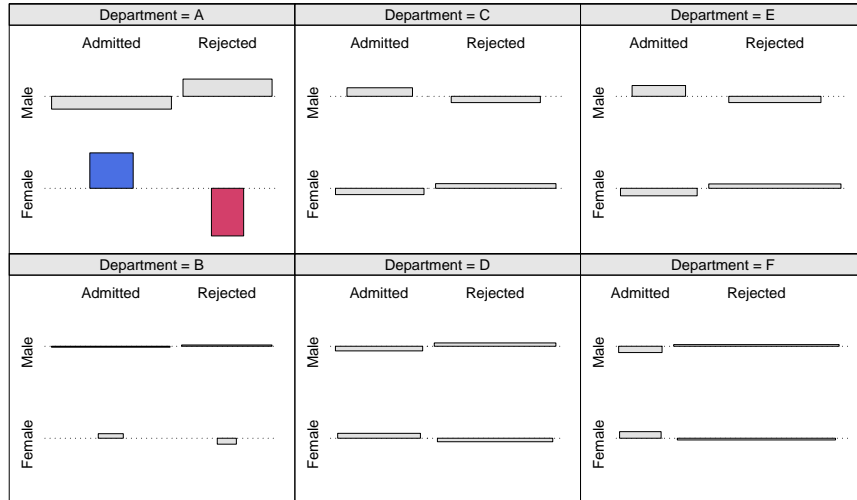 Department = A
Admitted Rejected
Male
Female
Department = C
Admitted Rejected
Male
Female
Department = E
Admitted Rejected
Male
Female
Department = B
Admitted Rejected
Male
Female
Department = D
Admitted Rejected
Male
Female
Department = F
Admitted Rejected
Male
Female